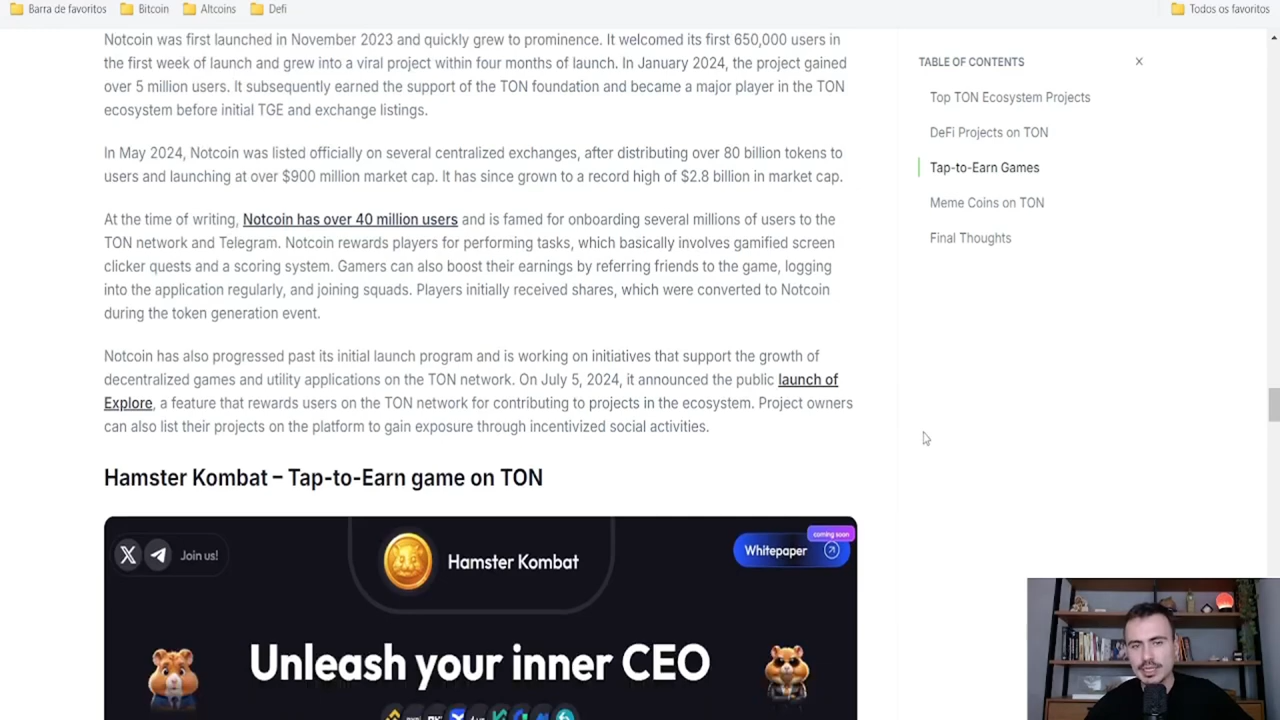 Barra de favoritos Bitcoin Altcoins Defi Todos os favoritos
Notcoin was first launched in November 2023 and quickly grew to prominence. It welcomed its first 650,000 users in
the first week of launch and grew into a viral project within four months of launch. In January 2024, the project gained
over 5 million users. It subsequently earned the support of the TON foundation and became a major player in the TON
ecosystem before initial TGE and exchange listings.
In May 2024, Notcoin was listed officially on several centralized exchanges, after distributing over 80 billion tokens to
users and launching at over $900 million market cap. It has since grown to a record high of $2.8 billion in market cap.
At the time of writing, Notcoin has over 40 million users and is famed for onboarding several millions of users to the
TON network and Telegram. Notcoin rewards players for performing tasks, which basically involves gamified screen
clicker quests and a scoring system. Gamers can also boost their earnings by referring friends to the game, logging
into the application regularly, and joining squads. Players initially received shares, which were converted to Notcoin
during the token generation event.
Notcoin has also progressed past its initial launch program and is working on initiatives that support the growth of
decentralized games and utility applications on the TON network. On July 5, 2024, it announced the public launch of
Explore, a feature that rewards users on the TON network for contributing to projects in the ecosystem. Project owners
can also list their projects on the platform to gain exposure through incentivized social activities.
Hamster Kombat – Tap-to-Earn game on TON
Join us!
Hamster Kombat
coming soon
Whitepaper
Unleash your inner CEO
TABLE OF CONTENTS
Top TON Ecosystem Projects
DeFi Projects on TON
Tap-to-Earn Games
Meme Coins on TON
Final Thoughts